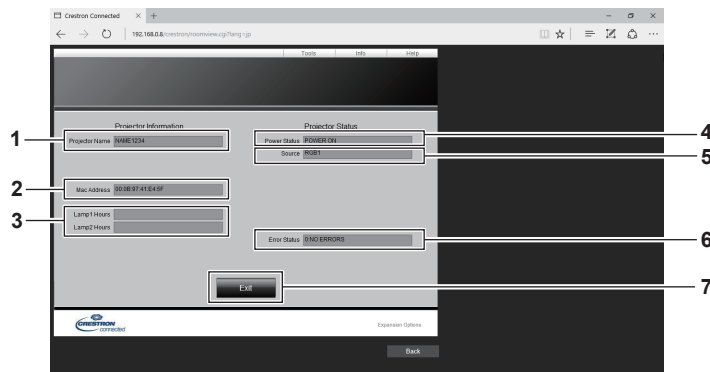 Crestron Connected
192.168.0.8/crestron/roomview.cgi?lang=jp
Tools Info Help
Projector Information
Projector Status
1
Projector Name NAME1234
Power Status POWER ON
4
Source RGB1
5
2
Mac Address 00:0B:97:41:E4:5F
3
Lamp1 Hours
Lamp2 Hours
Error Status 0:NO ERRORS
6
Exit
7
CRESTRON
connected
Expansion Options
Back